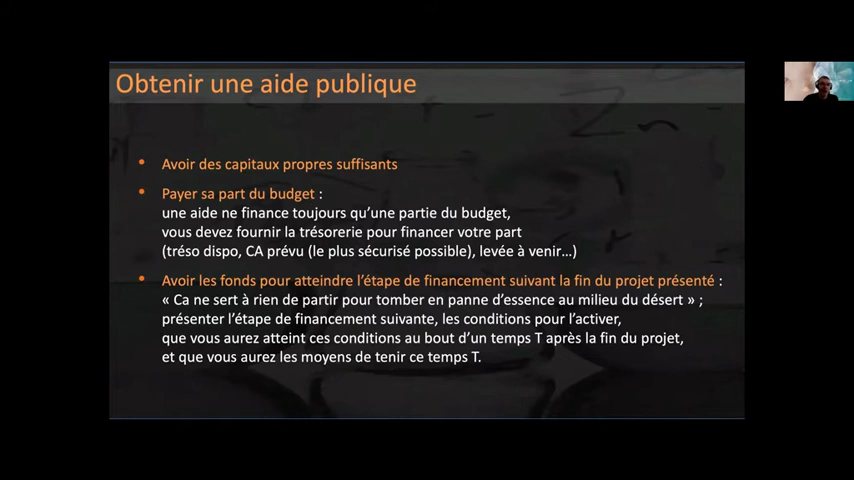 Obtenir une aide publique
• Avoir des capitaux propres suffisants
• Payer sa part du budget :
une aide ne finance toujours qu'une partie du budget,
vous devez fournir la trésorerie pour financer votre part
(tréso dispo, CA prévu (le plus sécurisé possible), levée à venir…)
• Avoir les fonds pour atteindre l'étape de financement suivant la fin du projet présenté :
« Ca ne sert à rien de partir pour tomber en panne d'essence au milieu du désert » ;
présenter l'étape de financement suivante, les conditions pour l'activer,
que vous aurez atteint ces conditions au bout d'un temps T après la fin du projet,
et que vous aurez les moyens de tenir ce temps T.